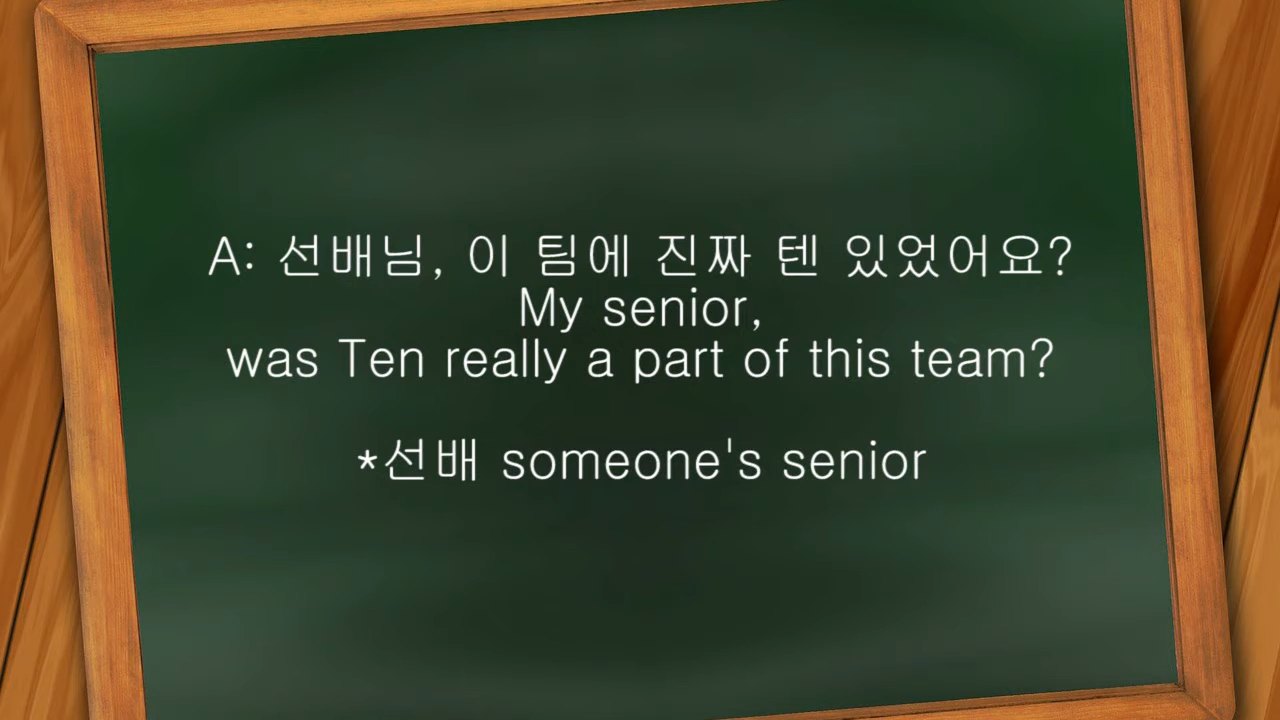 A: 선배님, 이 팀에 진짜 텐 있었어요?
My senior,
was Ten really a part of this team?
*선배 someone's senior